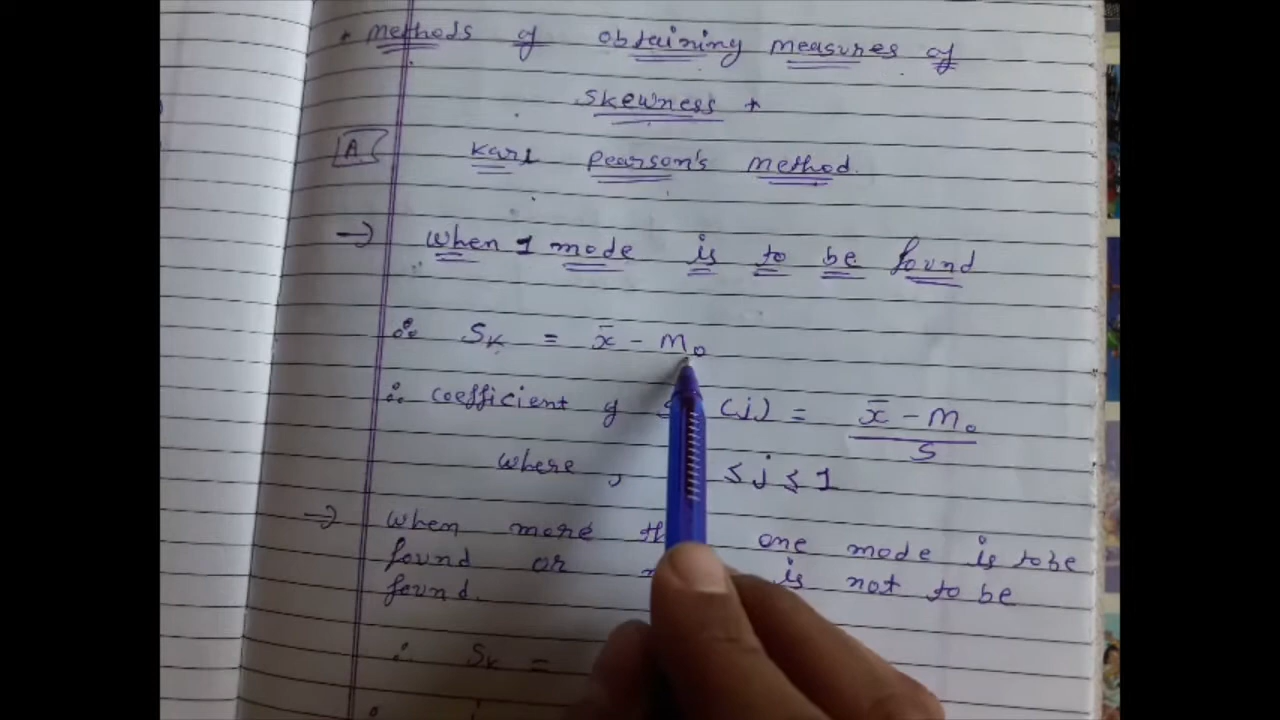 * methods of obtaining measures of
skewness *
A Karl Pearson's method.
→ When 1 mode is to be found
∴ Sk = x̄ - Mo
∴ coefficient of (j) = x̄ - Mo / S
where, ≤ j ≤ 1
→ When more one mode is to be
found or is not to be
found.
∴ Sk =